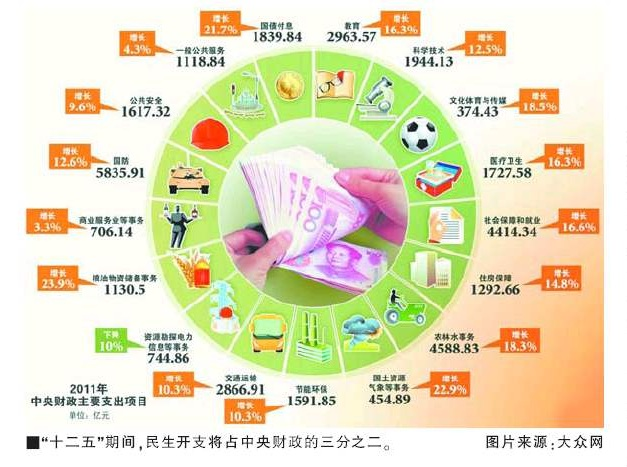 增长
21.7%
国债付息
1839.84
教育
2963.57
增长
16.3%
科学技术
1944.13
增长
12.5%
文化体育与传媒
374.43
增长
18.5%
医疗卫生
1727.58
增长
16.3%
社会保障和就业
4414.34
增长
16.6%
住房保障
1292.66
增长
14.8%
农林水事务
4588.83
增长
18.3%
国土资源
气象等事务
454.89
增长
22.9%
节能环保
1591.85
增长
10.3%
交通运输
2866.91
增长
10.3%
资源勘探电力
信息等事务
744.86
下降
10%
粮油物资储备事务
1130.5
增长
23.9%
商业服务业等事务
706.14
增长
3.3%
国防
5835.91
增长
12.6%
公共安全
1617.32
增长
9.6%
一般公共服务
1118.84
增长
4.3%
100
2011年
中央财政主要支出项目
单位:亿元
■“十二五”期间,民生开支将占中央财政的三分之二。
图片来源:大众网